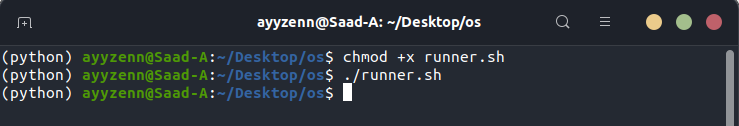 ayyzenn@Saad-A: ~/Desktop/os
(python) ayyzenn@Saad-A:~/Desktop/os$ chmod +x runner.sh
(python) ayyzenn@Saad-A:~/Desktop/os$ ./runner.sh
(python) ayyzenn@Saad-A:~/Desktop/os$